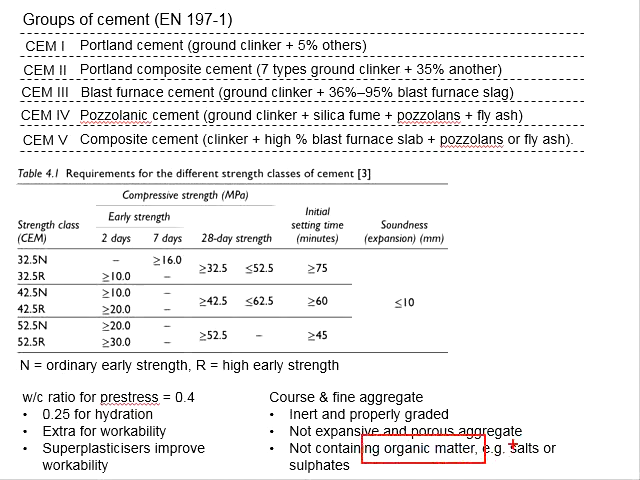 Groups of cement (EN 197-1)
CEM I Portland cement (ground clinker + 5% others)
CEM II Portland composite cement (7 types ground clinker + 35% another)
CEM III Blast furnace cement (ground clinker + 36%–95% blast furnace slag)
CEM IV Pozzolanic cement (ground clinker + silica fume + pozzolans + fly ash)
CEM V Composite cement (clinker + high % blast furnace slab + pozzolans or fly ash).
Table 4.1 Requirements for the different strength classes of cement [3]
Compressive strength (MPa)
Early strength
Initial
setting time
(minutes)
Soundness
(expansion) (mm)
Strength class
(CEM)
2 days 7 days 28-day strength
32.5N – ≥16.0
≥32.5 ≤52.5 ≥75
32.5R ≥10.0 –
42.5N ≥10.0 –
≥42.5 ≤62.5 ≥60 ≤10
42.5R ≥20.0 –
52.5N ≥20.0 –
≥52.5 – ≥45
52.5R ≥30.0 –
N = ordinary early strength, R = high early strength
w/c ratio for prestress = 0.4
• 0.25 for hydration
• Extra for workability
• Superplasticisers improve
workability
Course & fine aggregate
• Inert and properly graded
• Not expansive and porous aggregate
• Not containing organic matter, e.g. salts or
sulphates